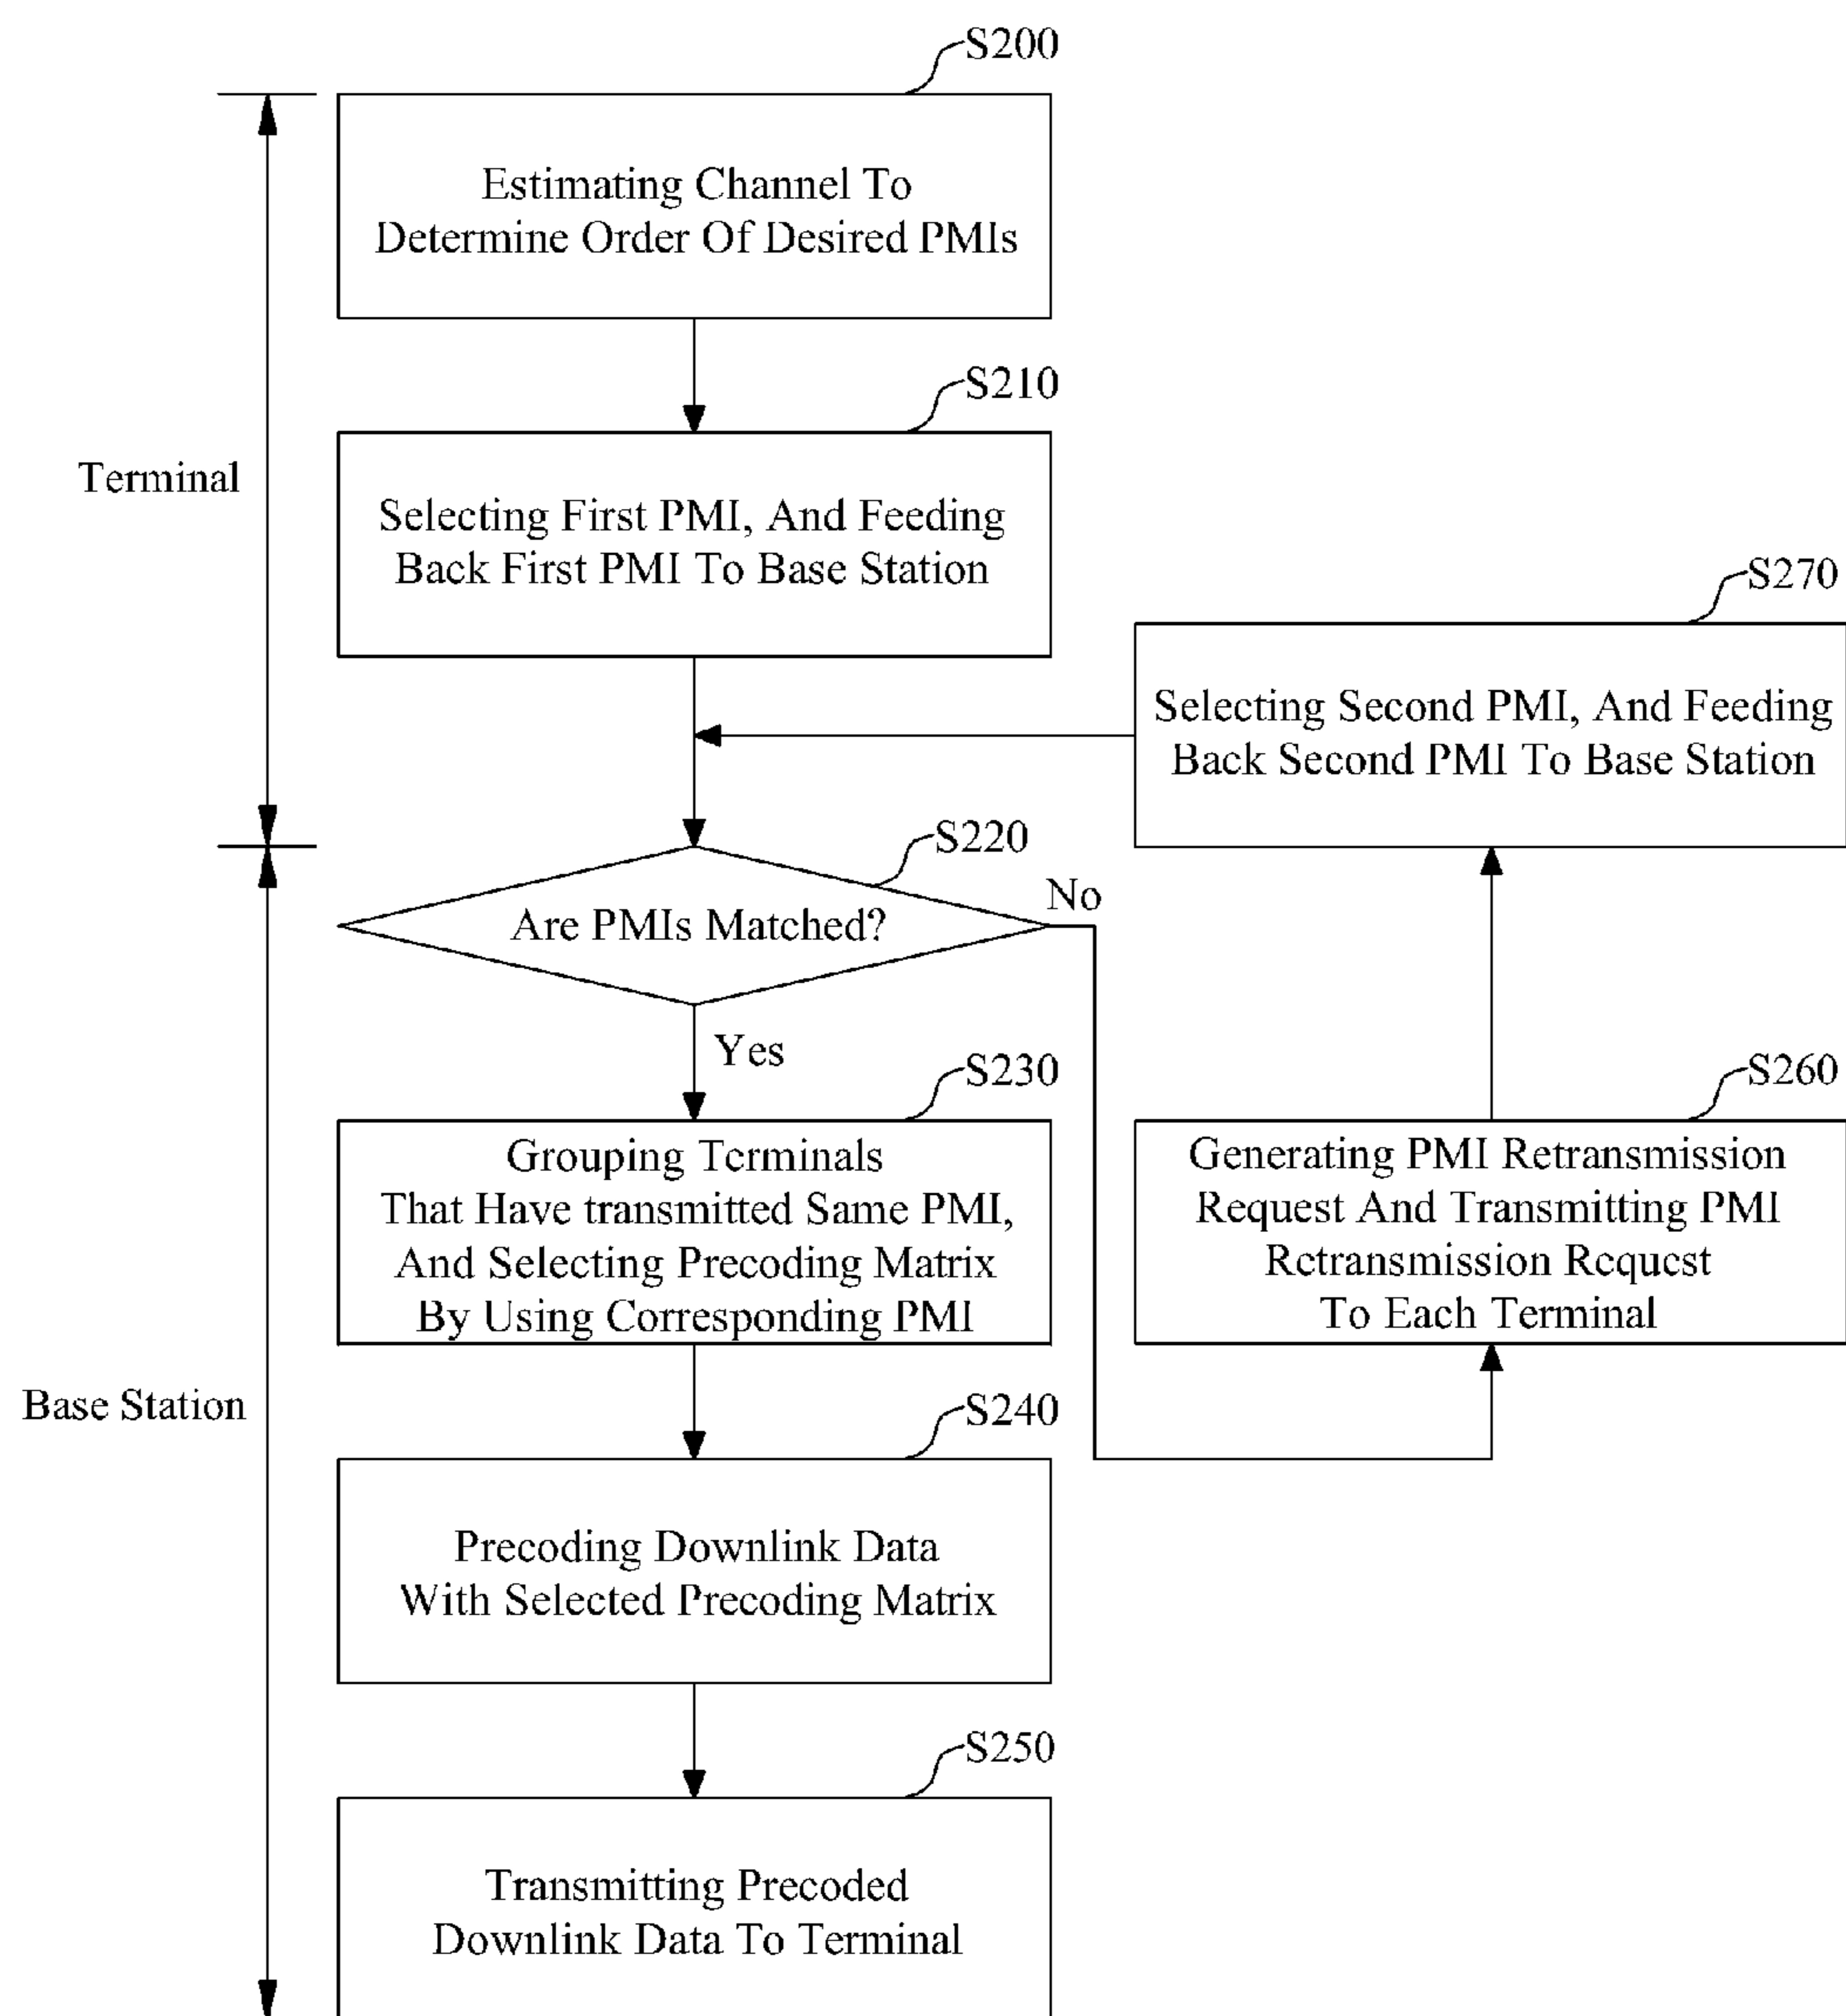 S200
Estimating Channel To
Determine Order Of Desired PMIs
S210
Terminal
Selecting First PMI, And Feeding
Back First PMI To Base Station
S270
Selecting Second PMI, And Feeding
Back Second PMI To Base Station
S220
Are PMIs Matched?
No
Yes
S230
Grouping Terminals
That Have transmitted Same PMI,
And Selecting Precoding Matrix
By Using Corresponding PMI
S260
Generating PMI Retransmission
Request And Transmitting PMI
Retransmission Request
To Each Terminal
Base Station
S240
Precoding Downlink Data
With Selected Precoding Matrix
S250
Transmitting Precoded
Downlink Data To Terminal